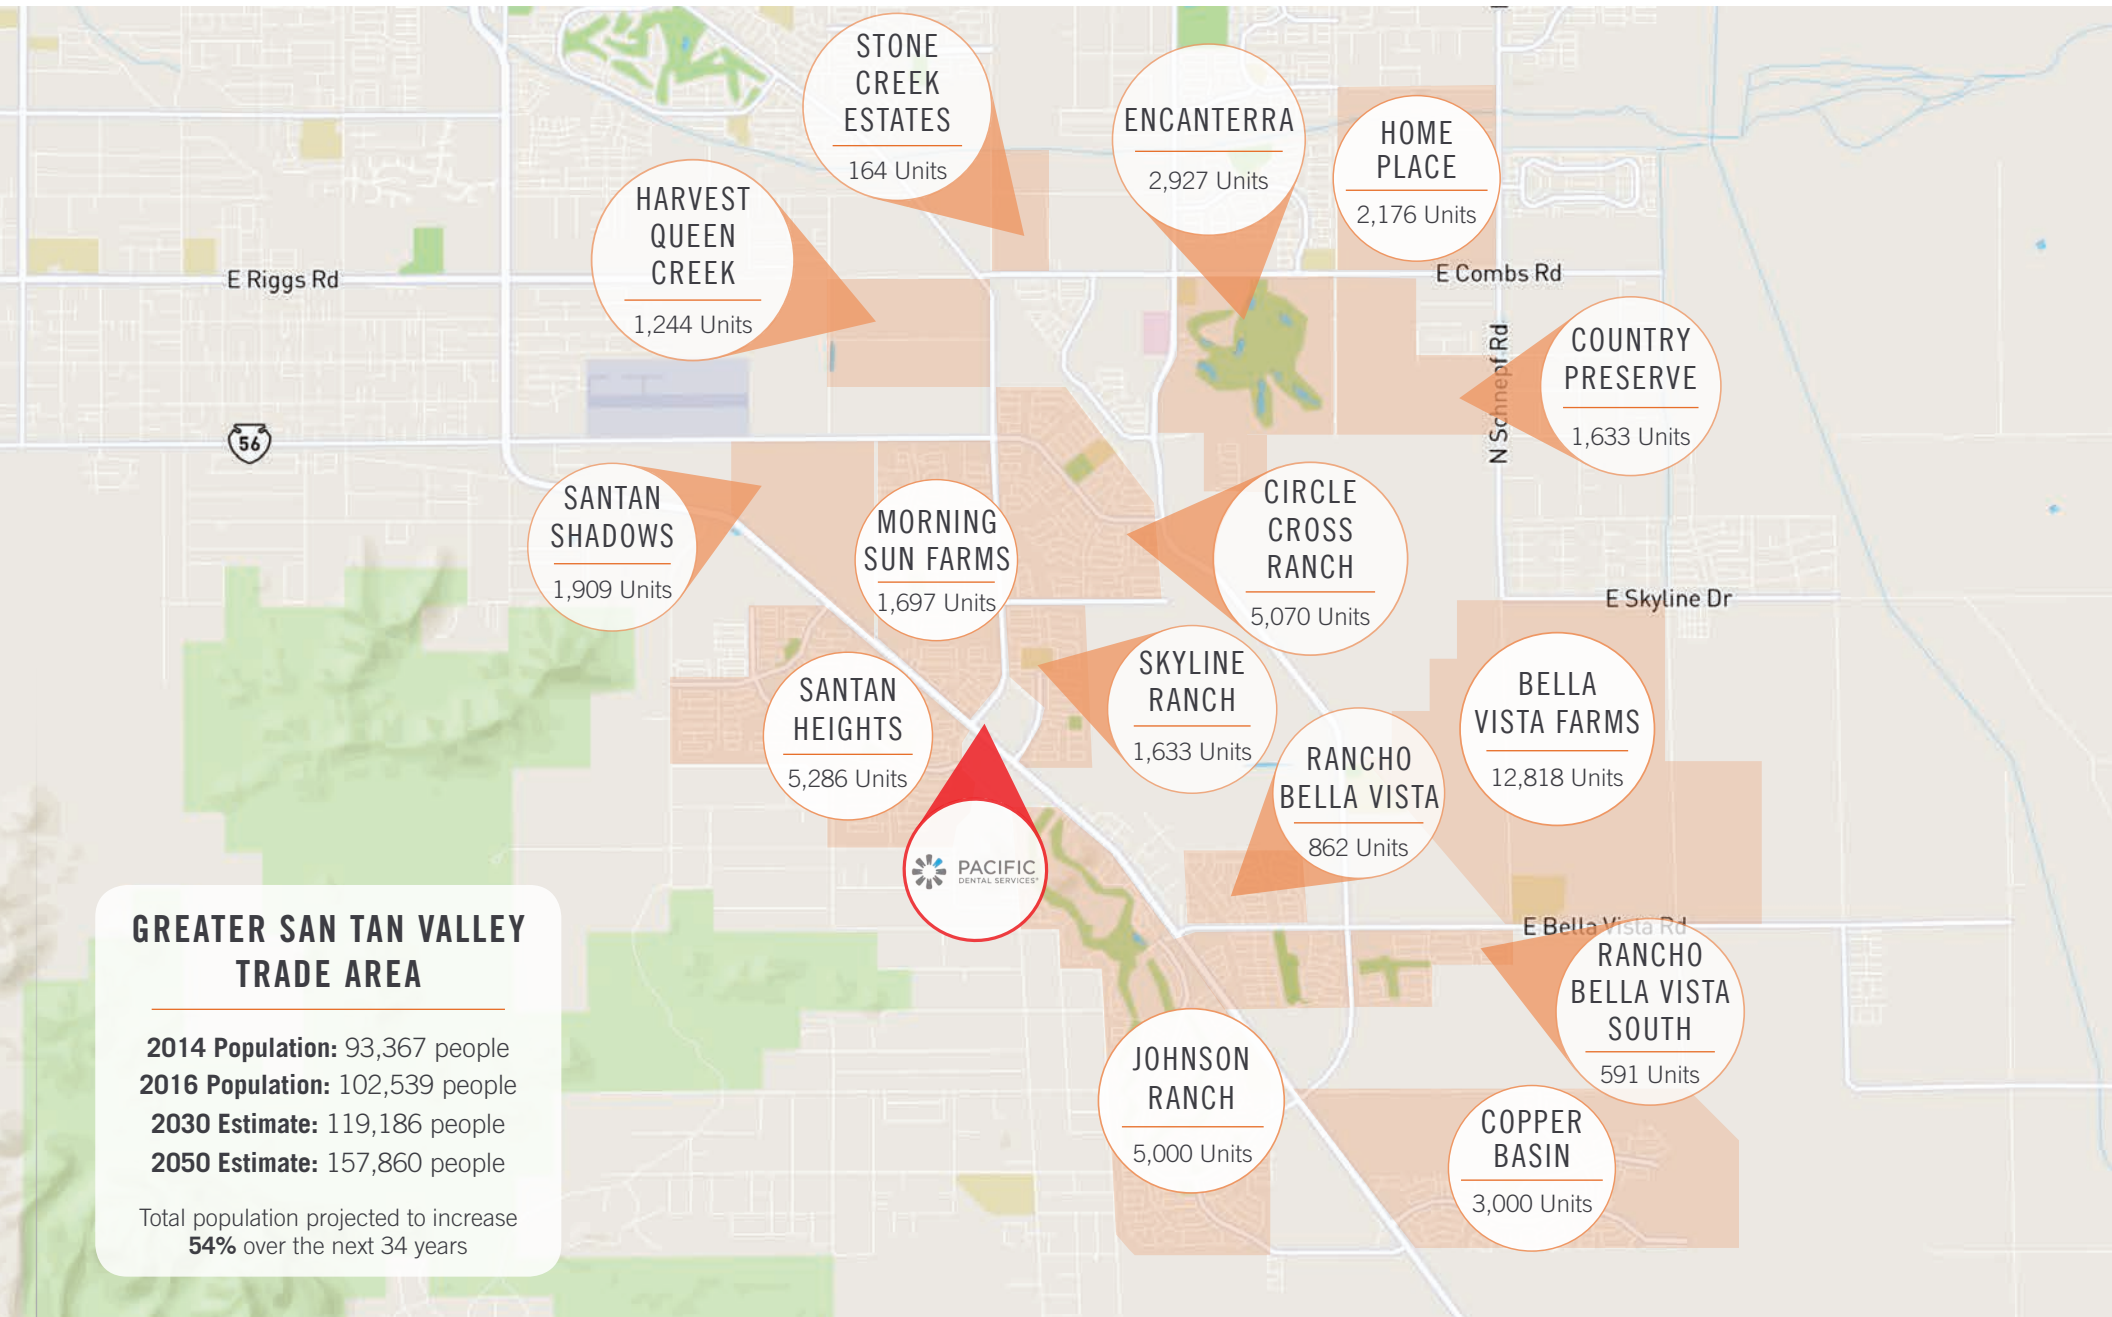 STONE
CREEK
ESTATES
164 Units
ENCANTERRA
2,927 Units
HOME
PLACE
2,176 Units
HARVEST
QUEEN
CREEK
1,244 Units
E Riggs Rd
E Combs Rd
N Schnepf Rd
COUNTRY
PRESERVE
1,633 Units
56
SANTAN
SHADOWS
1,909 Units
MORNING
SUN FARMS
1,697 Units
CIRCLE
CROSS
RANCH
5,070 Units
E Skyline Dr
SANTAN
HEIGHTS
5,286 Units
SKYLINE
RANCH
1,633 Units
RANCHO
BELLA VISTA
862 Units
BELLA
VISTA FARMS
12,818 Units
PACIFIC
DENTAL SERVICES®
E Bella Vista Rd
RANCHO
BELLA VISTA
SOUTH
591 Units
JOHNSON
RANCH
5,000 Units
COPPER
BASIN
3,000 Units
GREATER SAN TAN VALLEY
TRADE AREA
2014 Population: 93,367 people
2016 Population: 102,539 people
2030 Estimate: 119,186 people
2050 Estimate: 157,860 people
Total population projected to increase
54% over the next 34 years